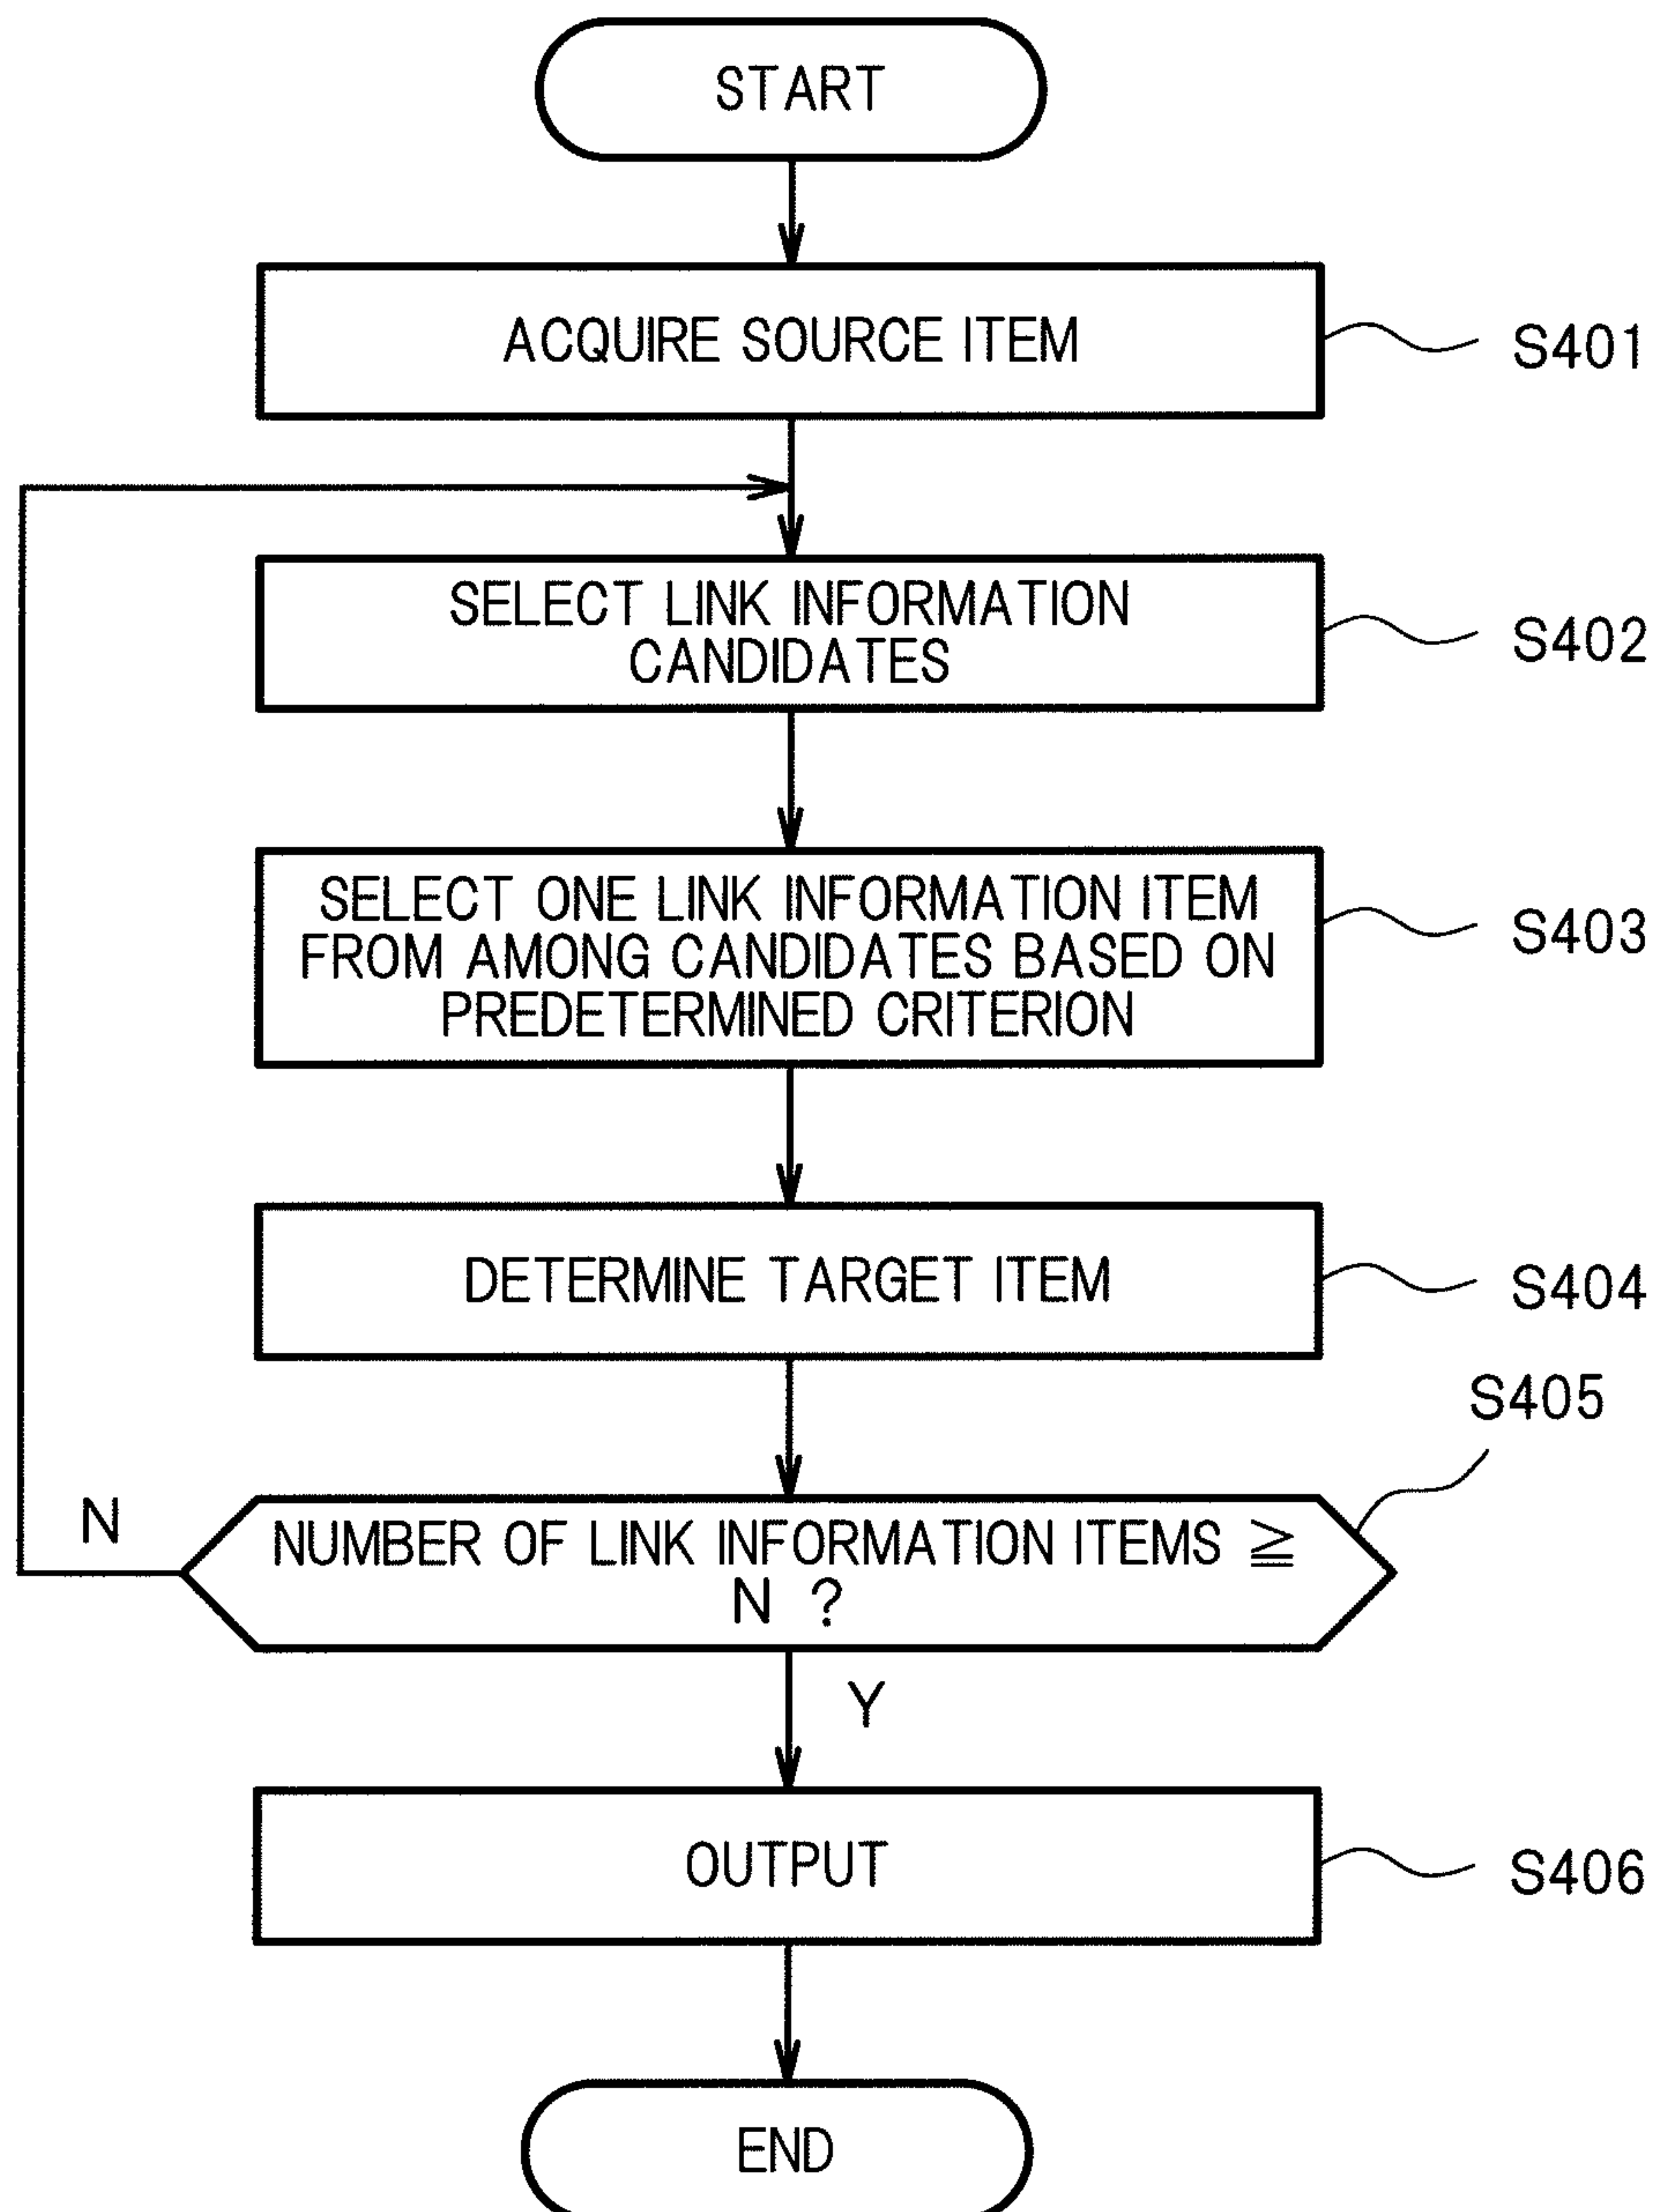 START
ACQUIRE SOURCE ITEM
S401
SELECT LINK INFORMATION
CANDIDATES
S402
SELECT ONE LINK INFORMATION ITEM
FROM AMONG CANDIDATES BASED ON
PREDETERMINED CRITERION
S403
DETERMINE TARGET ITEM
S404
S405
N
NUMBER OF LINK INFORMATION ITEMS ≧
N ?
Y
OUTPUT
S406
END